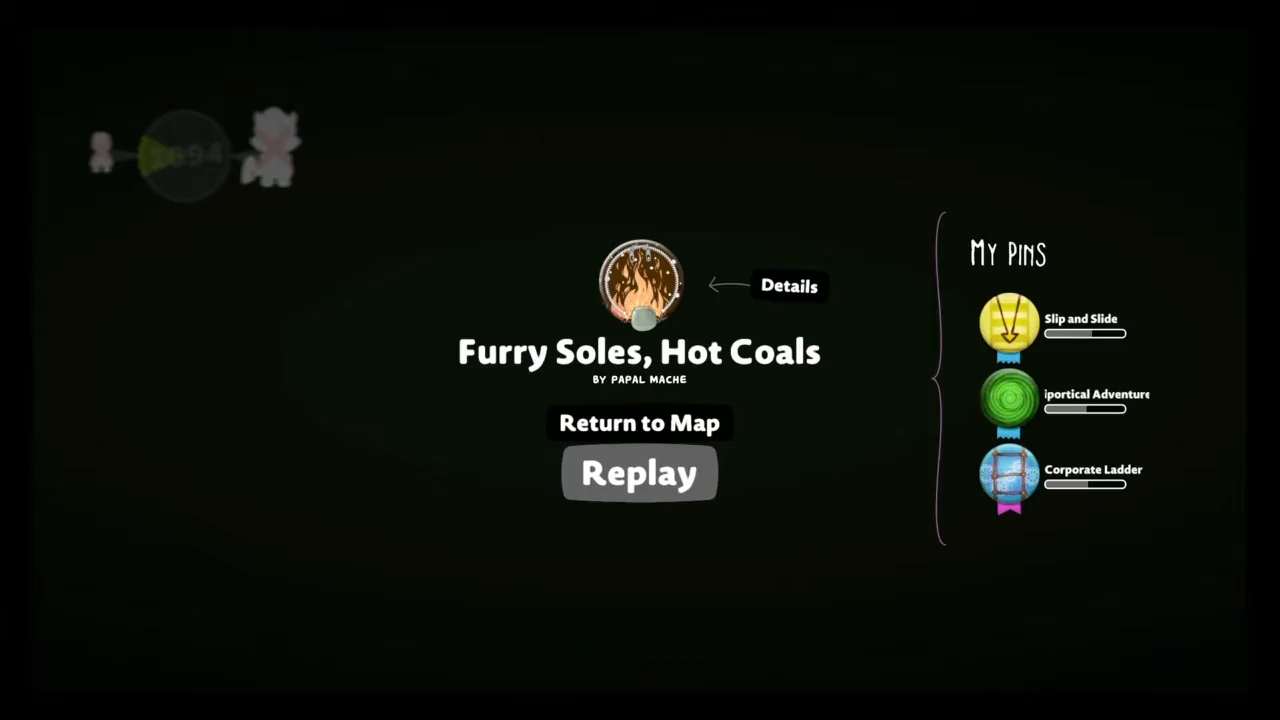 Details
Furry Soles, Hot Coals
BY PAPAL MACHE
Return to Map
Replay
My PINS
Slip and Slide
iportical Adventure
Corporate Ladder